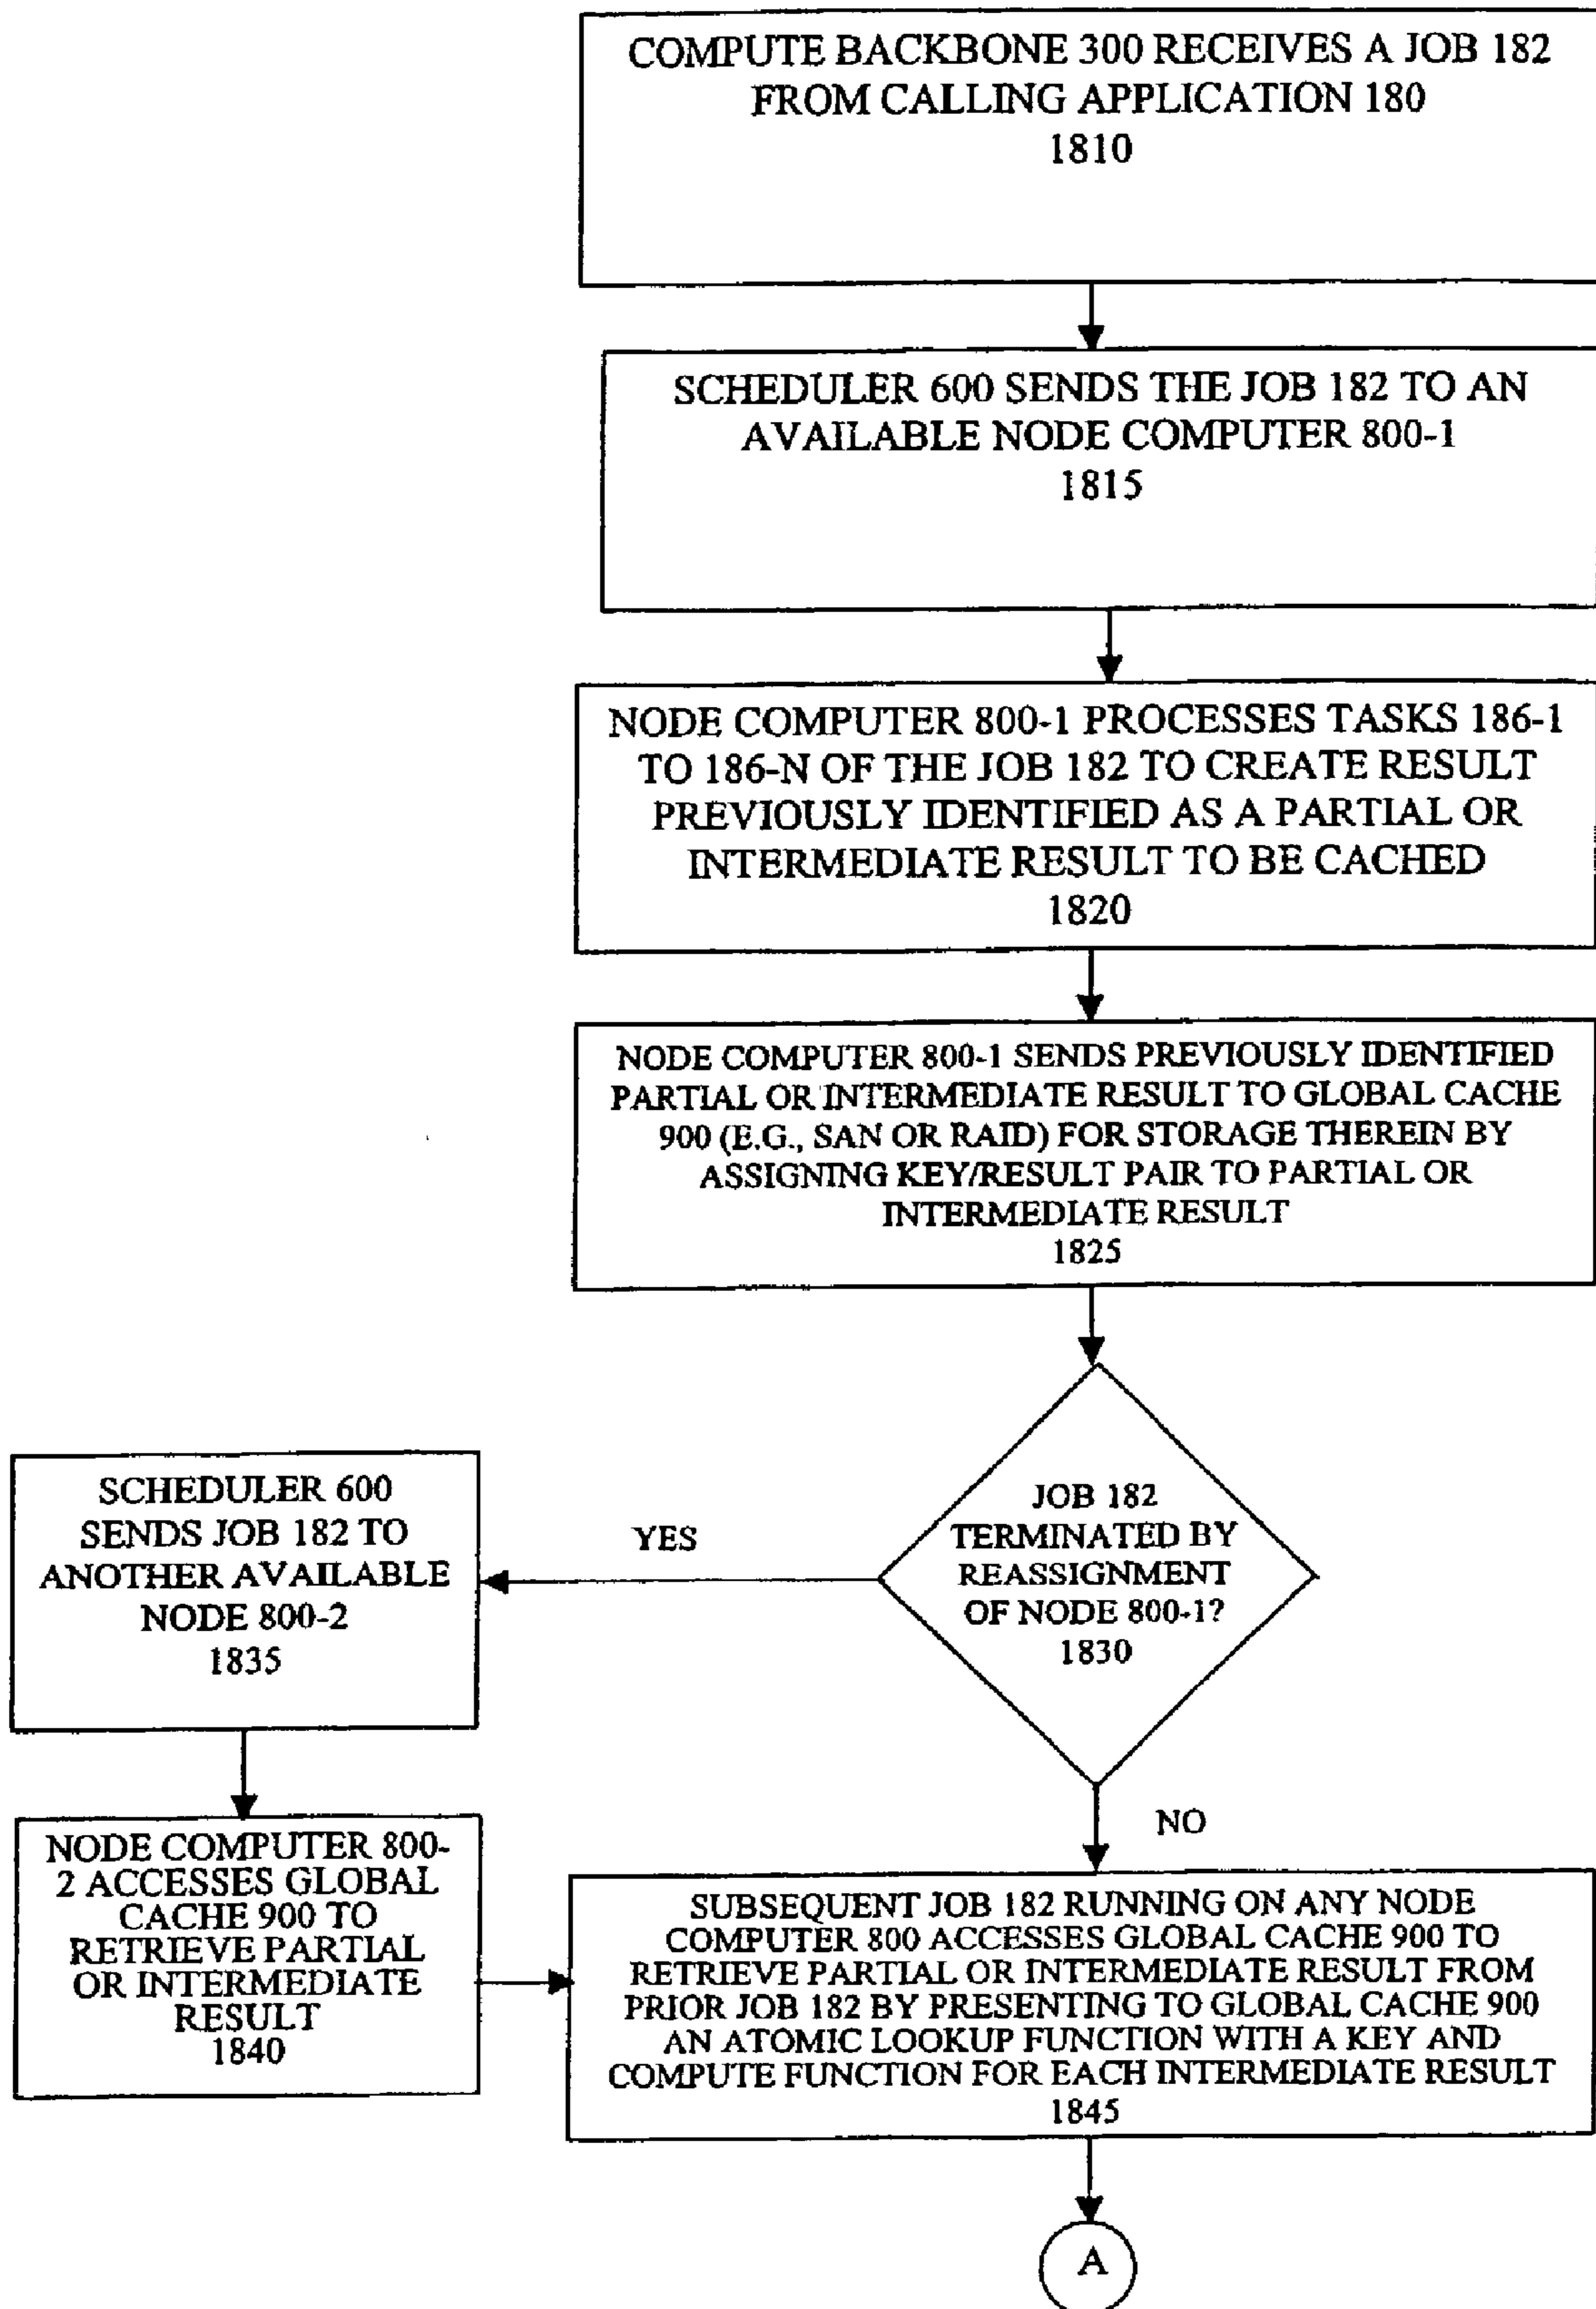 COMPUTE BACKBONE 300 RECEIVES A JOB 182
FROM CALLING APPLICATION 180
1810
SCHEDULER 600 SENDS THE JOB 182 TO AN
AVAILABLE NODE COMPUTER 800-1
1815
NODE COMPUTER 800-1 PROCESSES TASKS 186-1
TO 186-N OF THE JOB 182 TO CREATE RESULT
PREVIOUSLY IDENTIFIED AS A PARTIAL OR
INTERMEDIATE RESULT TO BE CACHED
1820
NODE COMPUTER 800-1 SENDS PREVIOUSLY IDENTIFIED
PARTIAL OR INTERMEDIATE RESULT TO GLOBAL CACHE
900 (E.G., SAN OR RAID) FOR STORAGE THEREIN BY
ASSIGNING KEY/RESULT PAIR TO PARTIAL OR
INTERMEDIATE RESULT
1825
JOB 182
TERMINATED BY
REASSIGNMENT
OF NODE 800-1?
1830
YES
SCHEDULER 600
SENDS JOB 182 TO
ANOTHER AVAILABLE
NODE 800-2
1835
NODE COMPUTER 800-
2 ACCESSES GLOBAL
CACHE 900 TO
RETRIEVE PARTIAL
OR INTERMEDIATE
RESULT
1840
NO
SUBSEQUENT JOB 182 RUNNING ON ANY NODE
COMPUTER 800 ACCESSES GLOBAL CACHE 900 TO
RETRIEVE PARTIAL OR INTERMEDIATE RESULT FROM
PRIOR JOB 182 BY PRESENTING TO GLOBAL CACHE 900
AN ATOMIC LOOKUP FUNCTION WITH A KEY AND
COMPUTE FUNCTION FOR EACH INTERMEDIATE RESULT
1845
A